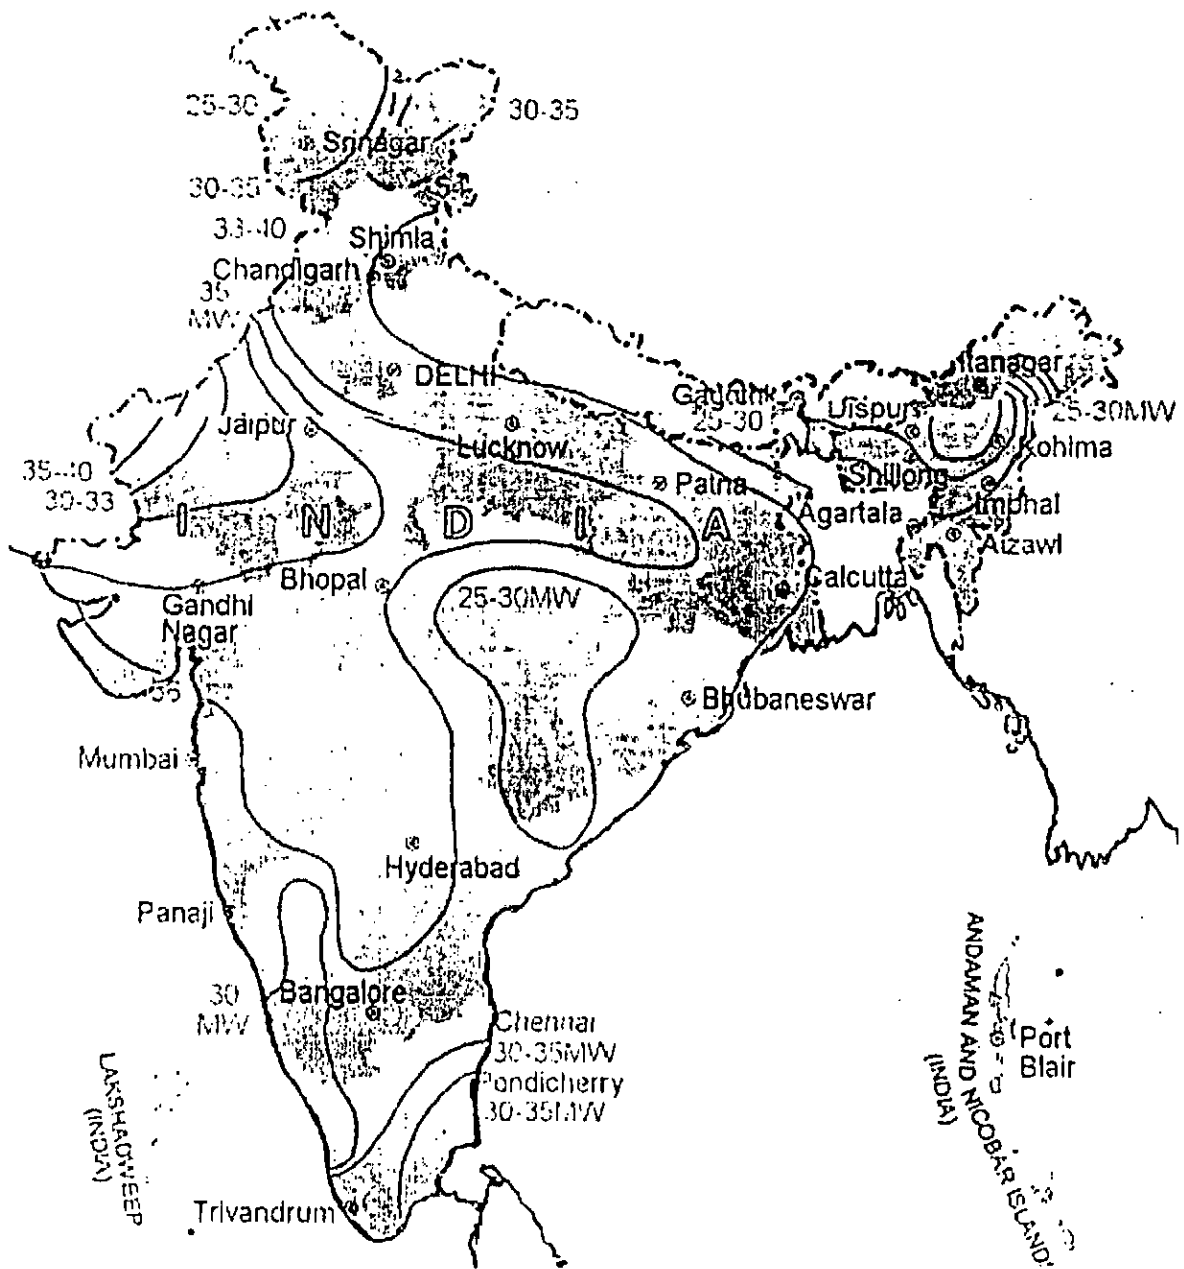 25-30
30-35
Srinagar
30-35
Shimla
Chandigarh
35
MW
DELHI
Itanagar
25-30
Dispur
25-30MW
Jaipur
Lucknow
Kohima
35-40
30-33
Patna
Shillong
Imphal
I N D I A
Agartala
Aizawl
Bhopal
25-30MW
Calcutta
Gandhi
Nagar
Bhubaneswar
Mumbai
Hyderabad
Panaji
30
MW
Bangalore
Chennai
30-35MW
Pondicherry
30-35MW
Port
Blair
ANDAMAN AND NICOBAR ISLANDS
(INDIA)
LAKSHADWEEP
(INDIA)
Trivandrum